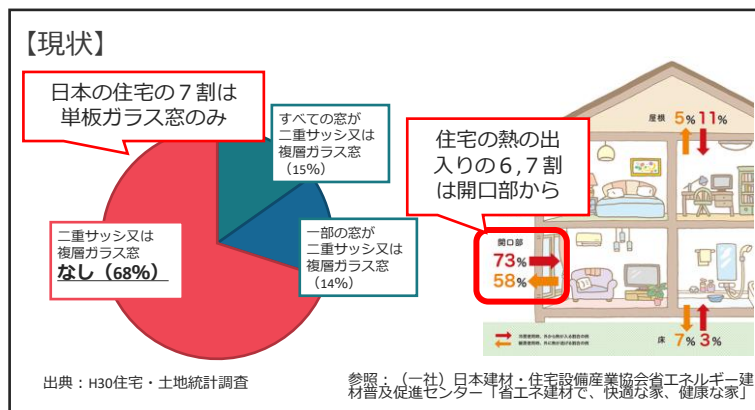 【現状】
日本の住宅の７割は
単板ガラス窓のみ
すべての窓が
二重サッシ又は
複層ガラス窓
（15%）
二重サッシ又は
複層ガラス窓
なし（68%）
一部の窓が
二重サッシ又は
複層ガラス窓
（14%）
出典：H30住宅・土地統計調査
住宅の熱の出
入りの６,７割
は開口部から
屋根 5% 11%
開口部
73%
58%
床 7% 3%
参照：（一社）日本建材・住宅設備産業協会省エネルギー建
材普及促進センター「省エネ建材で、快適な家、健康な家」